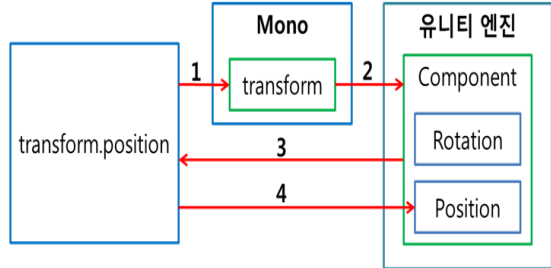 Mono
유니티 엔진
1
transform
2
Component
transform.position
3
Rotation
4
Position